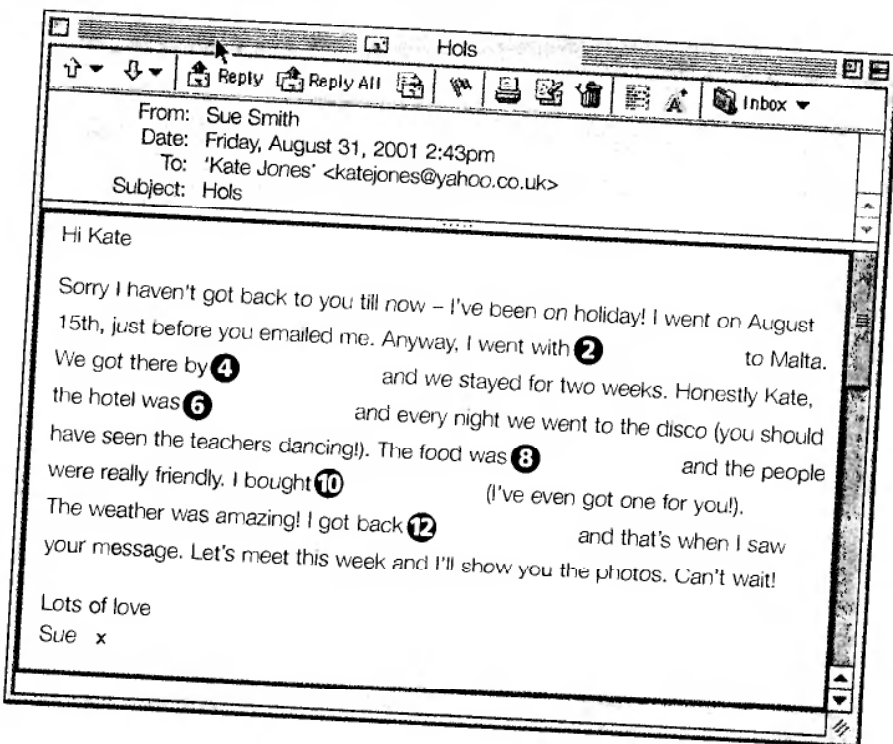 Hols
Reply Reply All Inbox
From: Sue Smith
Date: Friday, August 31, 2001 2:43pm
To: 'Kate Jones' <katejones@yahoo.co.uk>
Subject: Hols
Hi Kate
Sorry I haven't got back to you till now – I've been on holiday! I went on August
15th, just before you emailed me. Anyway, I went with 2 to Malta.
We got there by 4 and we stayed for two weeks. Honestly Kate,
the hotel was 6 and every night we went to the disco (you should
have seen the teachers dancing!). The food was 8 and the people
were really friendly. I bought 10 (I've even got one for you!).
The weather was amazing! I got back 12 and that's when I saw
your message. Let's meet this week and I'll show you the photos. Can't wait!
Lots of love
Sue x